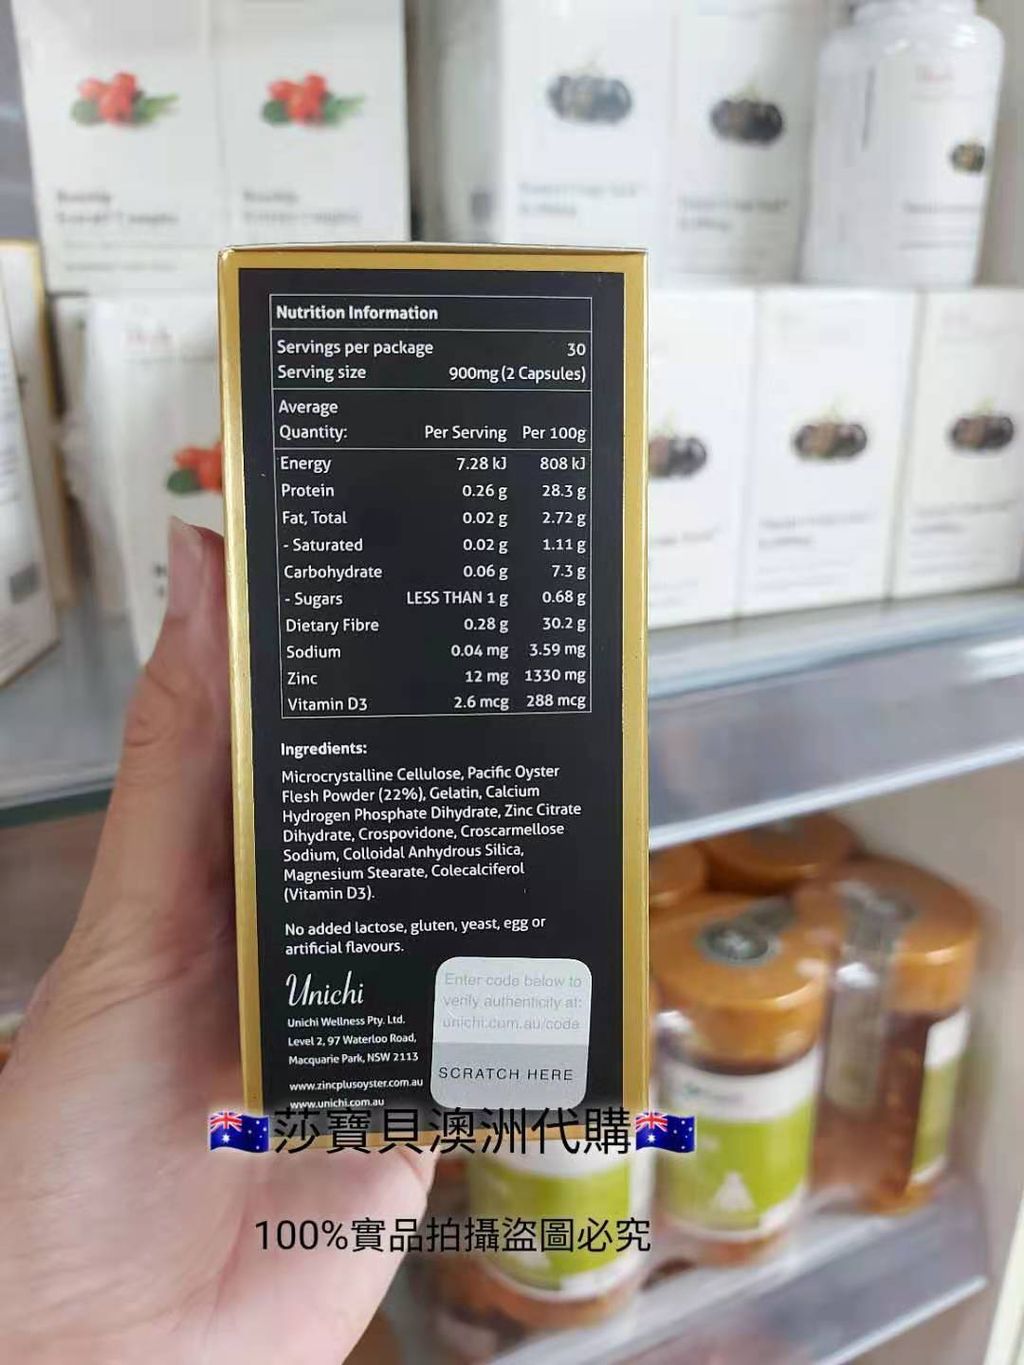 Nutrition Information
Servings per package 30
Serving size 900mg (2 Capsules)
Average
Quantity: Per Serving Per 100g
Energy 7.28 kJ 808 kJ
Protein 0.26 g 28.3 g
Fat, Total 0.02 g 2.72 g
- Saturated 0.02 g 1.11 g
Carbohydrate 0.06 g 7.3 g
- Sugars LESS THAN 1 g 0.68 g
Dietary Fibre 0.28 g 30.2 g
Sodium 0.04 mg 3.59 mg
Zinc 12 mg 1330 mg
Vitamin D3 2.6 mcg 288 mcg
Ingredients:
Microcrystalline Cellulose, Pacific Oyster
Flesh Powder (22%), Gelatin, Calcium
Hydrogen Phosphate Dihydrate, Zinc Citrate
Dihydrate, Crospovidone, Croscarmellose
Sodium, Colloidal Anhydrous Silica,
Magnesium Stearate, Colecalciferol
(Vitamin D3).
No added lactose, gluten, yeast, egg or
artificial flavours.
Unichi
Unichi Wellness Pty. Ltd.
Level 2, 97 Waterloo Road,
Macquarie Park, NSW 2113
www.zincplusoyster.com.au
www.unichi.com.au
Enter code below to
verify authenticity at:
unichi.com.au/code
SCRATCH HERE
莎寶貝澳洲代購
100%實品拍攝盜圖必究